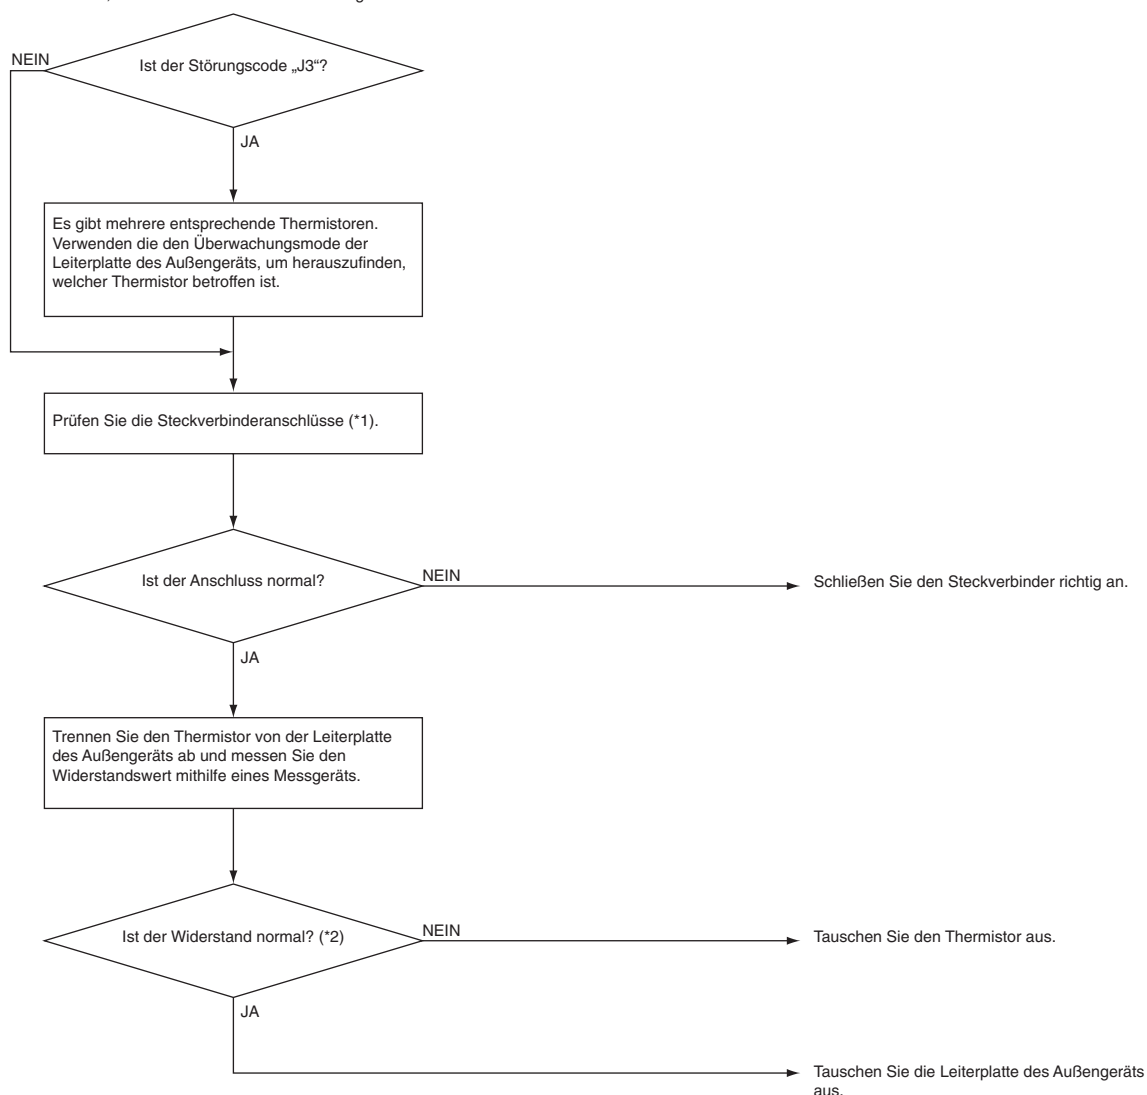 NEIN
Ist der Störungscode „J3“?
JA
Es gibt mehrere entsprechende Thermistoren.
Verwenden die den Überwachungsmode der
Leiterplatte des Außengeräts, um herauszufinden,
welcher Thermistor betroffen ist.
Prüfen Sie die Steckverbinderanschlüsse (*1).
Ist der Anschluss normal?
NEIN
Schließen Sie den Steckverbinder richtig an.
JA
Trennen Sie den Thermistor von der Leiterplatte
des Außengeräts ab und messen Sie den
Widerstandswert mithilfe eines Messgeräts.
Ist der Widerstand normal? (*2)
NEIN
Tauschen Sie den Thermistor aus.
JA
Tauschen Sie die Leiterplatte des Außengeräts
aus.